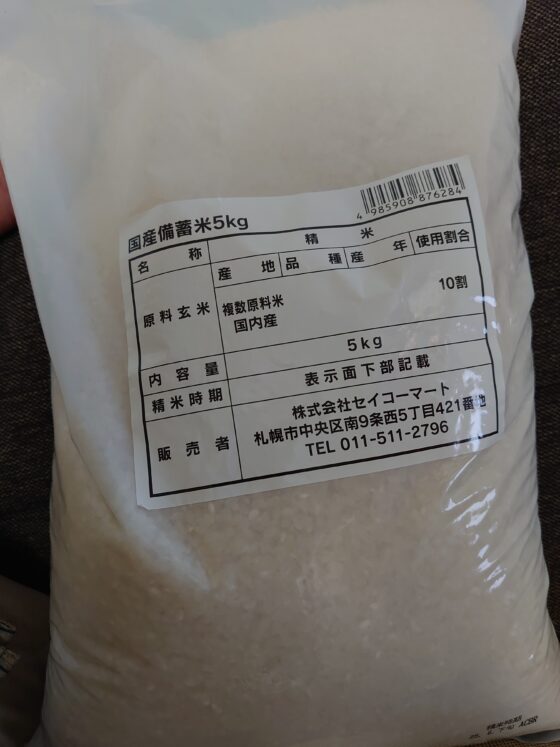 4 985908 876284
国産備蓄米5kg
名称 精米
原料玄米 産地 品種 産年 使用割合
複数原料米
国内産 10割
内容量 5kg
精米時期 表示面下部記載
販売者 株式会社セイコーマート
札幌市中央区南9条西5丁目421番地
TEL 011-511-2796
精米時期